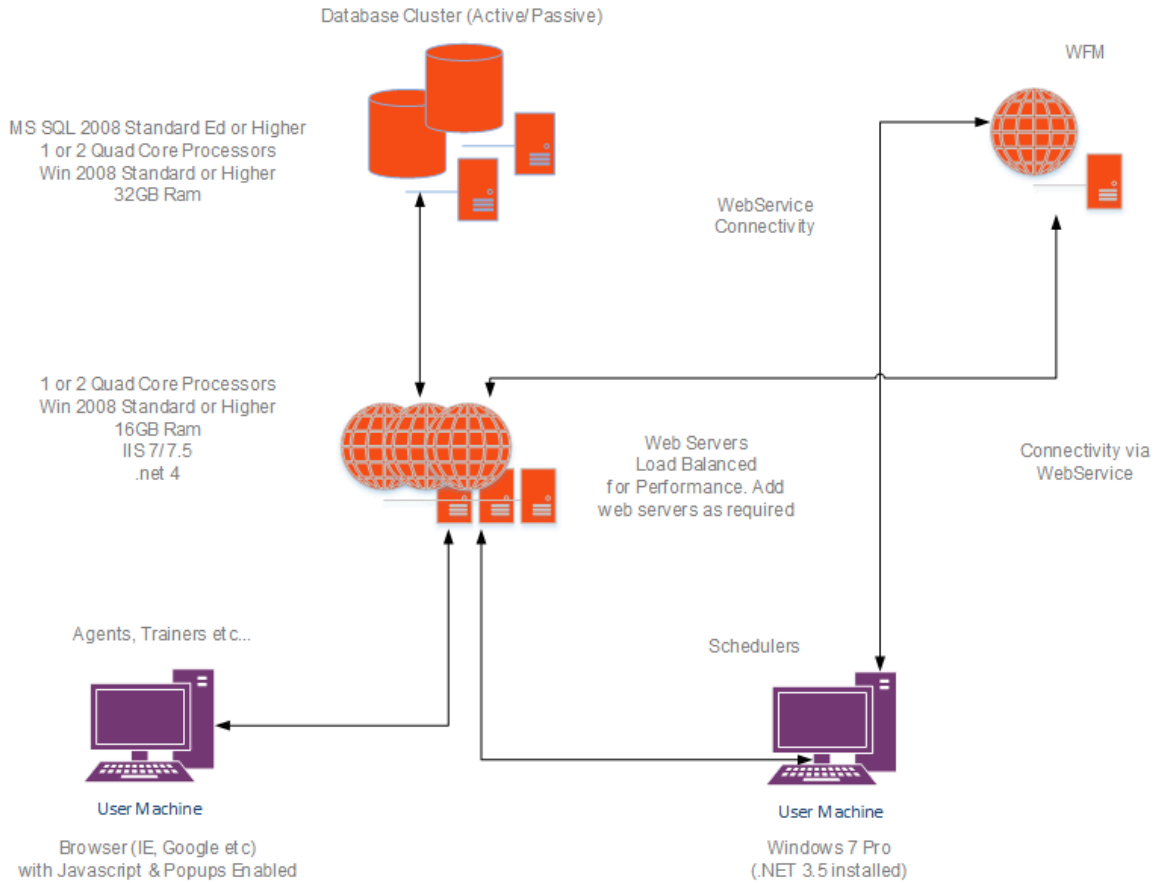 Database Cluster (Active/Passive)
WFM
MS SQL 2008 Standard Ed or Higher
1 or 2 Quad Core Processors
Win 2008 Standard or Higher
32GB Ram
WebService
Connectivity
1 or 2 Quad Core Processors
Win 2008 Standard or Higher
16GB Ram
IIS 7/7.5
.net 4
Web Servers
Load Balanced
for Performance. Add
web servers as required
Connectivity via
WebService
Agents, Trainers etc...
Schedulers
User Machine
User Machine
Browser (IE, Google etc)
with Javascript & Popups Enabled
Windows 7 Pro
(.NET 3.5 installed)